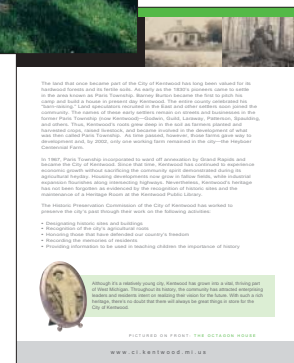 The land that once became part of the City of Kentwood has long been valued for its
hardwood forests and its fertile soils. As early as the 1830's pioneers came to settle
in the area known as Paris Township. Barney Burton became the first to pitch his
camp and build a house in present day Kentwood. The entire county celebrated his
"barn-raising." Land speculators recruited in the East and other settlers soon joined the
community. The names of these early settlers remain on streets and businesses in the
former Paris Township (now Kentwood)—Godwin, Guild, Laraway, Patterson, Spaulding
and others. Thus, Kentwood's roots grew deep in the soil as farmers planted and
harvested crops, raised livestock, and became involved in the development of what
was then called Paris Township. As time passed, however, those farms gave way to
development and, by 2002, only one working farm remained in the city—the Heyboer
Centennial Farm.
In 1967, Paris Township incorporated to ward off annexation by Grand Rapids and
became the City of Kentwood. Since that time, Kentwood has continued to experience
economic growth without sacrificing the community spirit demonstrated during its
agricultural heyday. Housing developments now grow in fallow fields, while industrial
expansion flourishes along interlocking highways. Nevertheless, Kentwood's heritage
has not been forgotten as evidenced by the recognition of historic sites and the
maintenance of a Heritage Room at the Kentwood Public Library.
The Historic Preservation Commission of the City of Kentwood has worked to
preserve the city's past through their work on the following activities:
• Designating historic sites and buildings
• Recognition of the city's agricultural roots
• Honoring those that have defended our country's freedom
• Recording the memories of residents
• Providing information to be used in teaching children the importance of history
Although it's a relatively young city, Kentwood has grown into a vital, thriving part
of West Michigan. Throughout its history, the community has attracted enterprising
leaders and residents intent on realizing their vision for the future. With such a rich
heritage, there's no doubt that there will always be great things in store for the
City of Kentwood.
PICTURED ON FRONT: THE OCTAGON HOUSE
www.ci.kentwood.mi.us